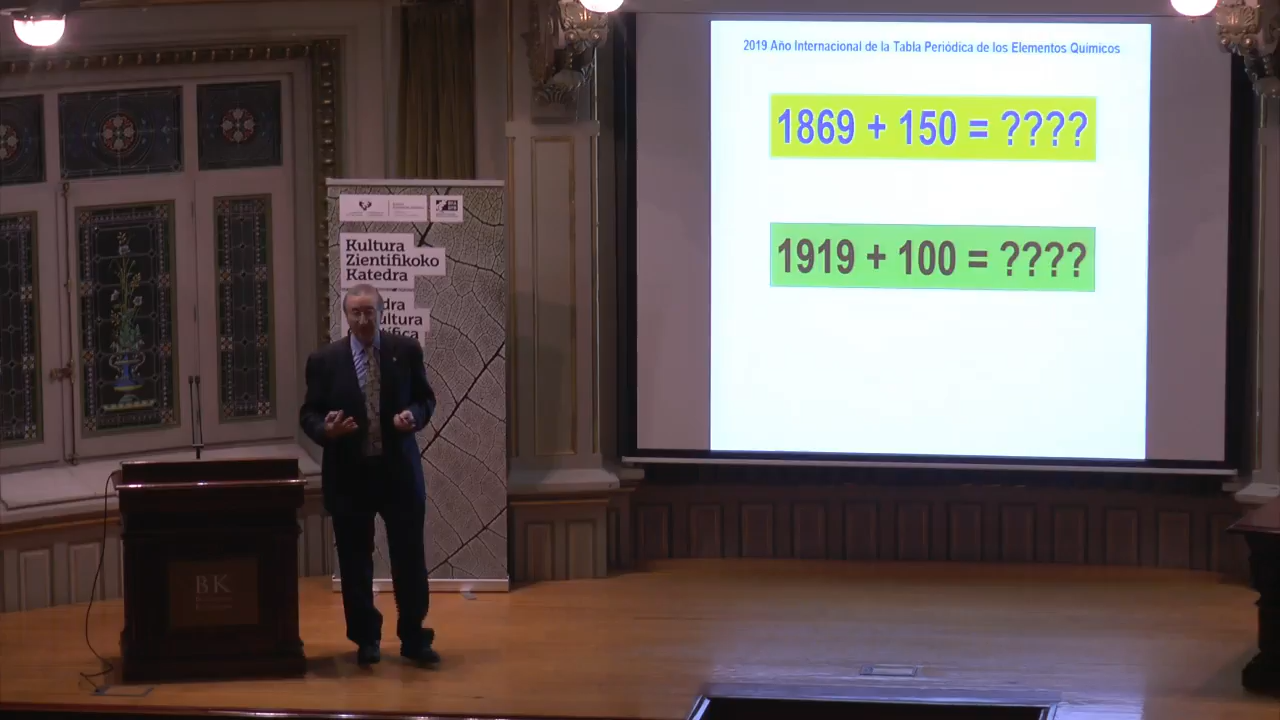 2019 Año Internacional de la Tabla Periódica de los Elementos Químicos
1869 + 150 = ????
1919 + 100 = ????
Kultura
Zientifikoko
Katedra
BK